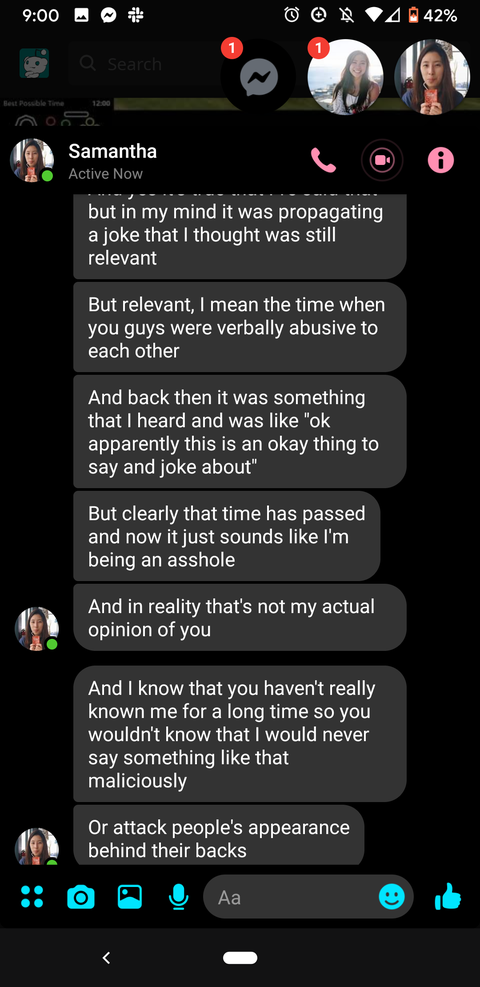 9:00
42%
1
1
Search
Best Possible Time
12:00
Samantha
Active Now
but in my mind it was propagating
a joke that I thought was still
relevant
But relevant, I mean the time when
you guys were verbally abusive to
each other
And back then it was something
that I heard and was like "ok
apparently this is an okay thing to
say and joke about"
But clearly that time has passed
and now it just sounds like I'm
being an asshole
And in reality that's not my actual
opinion of you
And I know that you haven't really
known me for a long time so you
wouldn't know that I would never
say something like that
maliciously
Or attack people's appearance
behind their backs
Aa